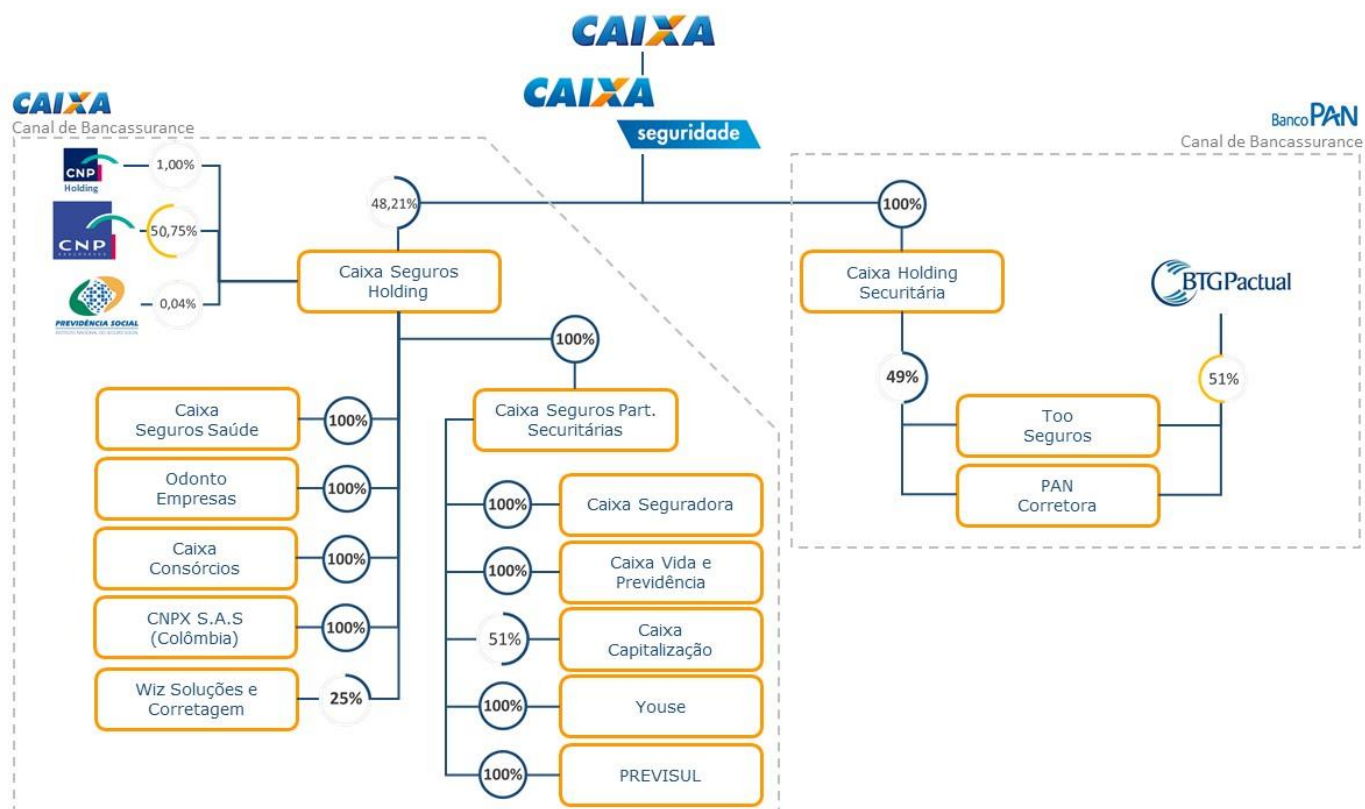 CAIXA
CAIXA
seguridade
CAIXA
Canal de Bancassurance
BancoPAN
Canal de Bancassurance
CNP
Holding
1,00%
CNP
50,75%
PREVIDÊNCIA SOCIAL
0,04%
48,21%
100%
Caixa Seguros
Holding
Caixa Holding
Securitária
BTGPactual
100%
49%
51%
Caixa
Seguros Saúde
100%
Caixa Seguros Part.
Securitárias
Too
Seguros
Odonto
Empresas
100%
PAN
Corretora
100%
Caixa Seguradora
Caixa
Consórcios
100%
100%
Caixa Vida e
Previdência
CNPX S.A.S
(Colômbia)
100%
51%
Caixa
Capitalização
Wiz Soluções e
Corretagem
25%
100%
Youse
100%
PREVISUL